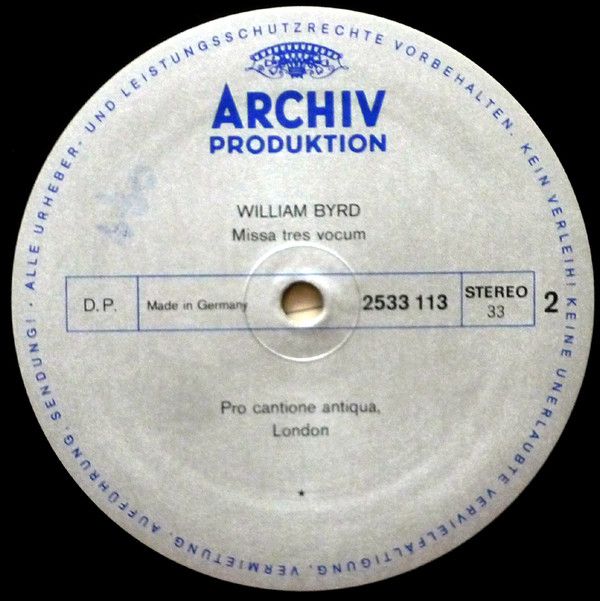 ALLE URHEBER- UND LEISTUNGSSCHUTZRECHTE VORBEHALTEN. KEIN VERLEIH! KEINE UNERLAUBTE VERVIELFÄLTIGUNG, VERMIETUNG, AUFFÜHRUNG, SENDUNG! ·
ARCHIV
PRODUKTION
WILLIAM BYRD
Missa tres vocum
D.P.
Made in Germany
2533 113
STEREO
33
2
Pro cantione antiqua,
London
*